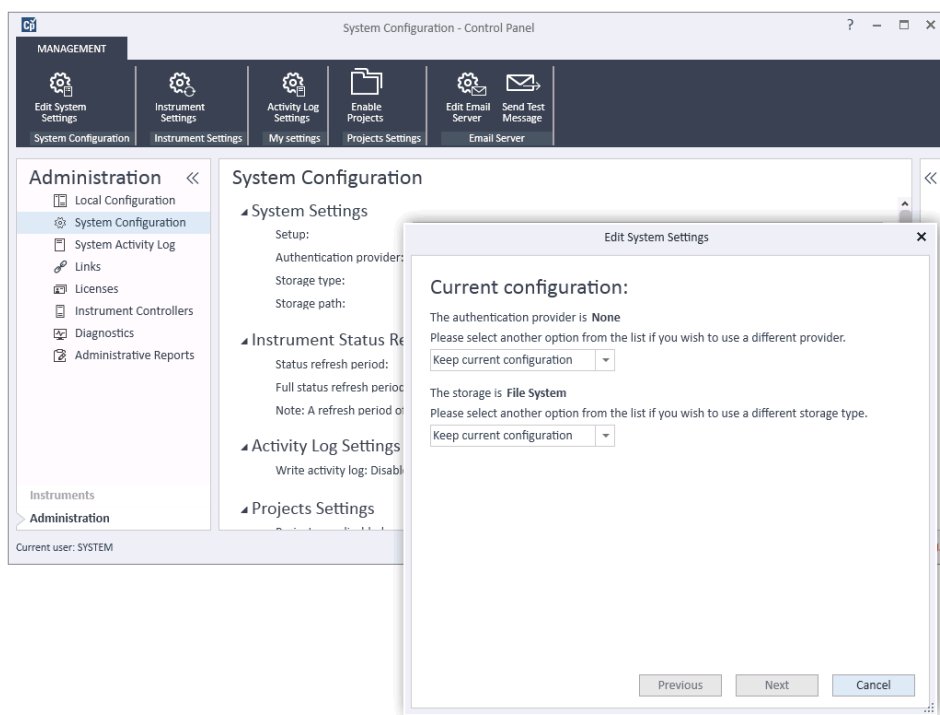 Cp
System Configuration - Control Panel
?
MANAGEMENT
Edit System
Settings
Instrument
Settings
Activity Log
Settings
Enable
Projects
Edit Email
Server
Send Test
Message
System Configuration
Instrument Settings
My settings
Projects Settings
Email Server
Administration
Local Configuration
System Configuration
System Activity Log
Links
Licenses
Instrument Controllers
Diagnostics
Administrative Reports
Instruments
Administration
System Configuration
System Settings
Setup:
Authentication provider:
Storage type:
Storage path:
Instrument Status Re
Status refresh period:
Full status refresh period
Note: A refresh period of
Activity Log Settings
Write activity log: Disabl
Projects Settings
Current user: SYSTEM
Edit System Settings
Current configuration:
The authentication provider is None
Please select another option from the list if you wish to use a different provider.
Keep current configuration
The storage is File System
Please select another option from the list if you wish to use a different storage type.
Keep current configuration
Previous
Next
Cancel